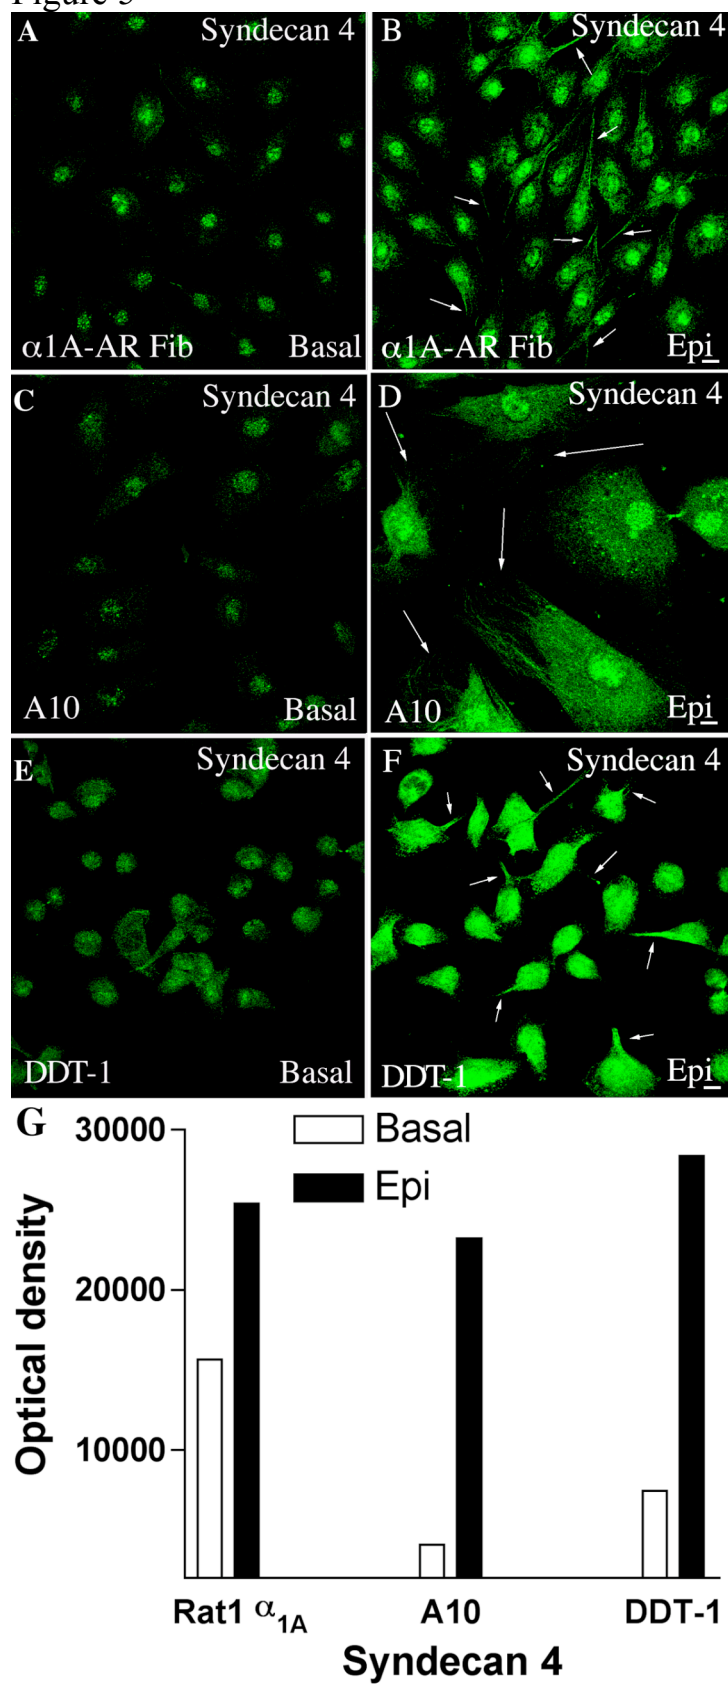 Figure 5
A Syndecan 4
α1A-AR Fib Basal
B Syndecan 4
α1A-AR Fib Epi
C Syndecan 4
A10 Basal
D Syndecan 4
A10 Epi
E Syndecan 4
DDT-1 Basal
F Syndecan 4
DDT-1 Epi
G
Basal
Epi
30000
20000
10000
Optical density
Rat1 α1A A10 DDT-1
Syndecan 4